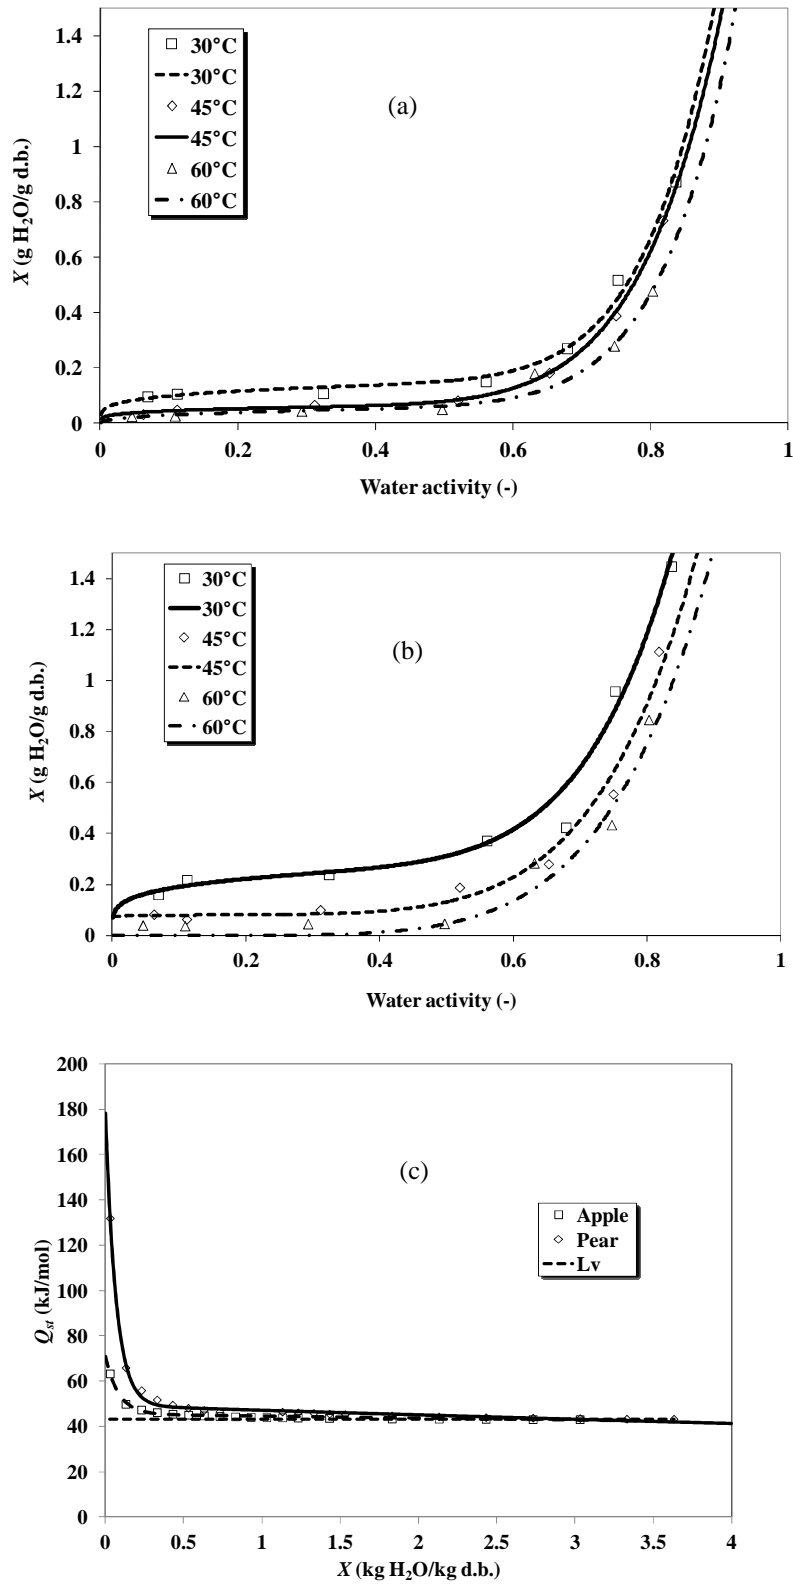 1.4
1.2
1
0.8
0.6
0.4
0.2
0
X (g H2O/g d.b.)
30°C
30°C
45°C
45°C
60°C
60°C
(a)
0 0.2 0.4 0.6 0.8 1
Water activity (-)
1.4
1.2
1
0.8
0.6
0.4
0.2
0
X (g H2O/g d.b.)
30°C
30°C
45°C
45°C
60°C
60°C
(b)
0 0.2 0.4 0.6 0.8 1
Water activity (-)
200
180
160
140
120
100
80
60
40
20
0
Qst (kJ/mol)
(c)
Apple
Pear
Lv
0 0.5 1 1.5 2 2.5 3 3.5 4
X (kg H2O/kg d.b.)